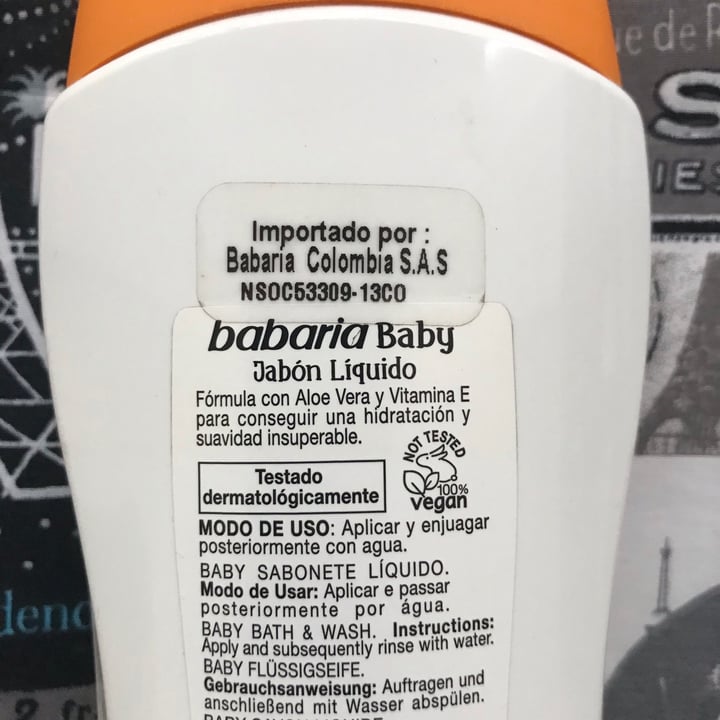 Importado por :
Babaria Colombia S.A.S
NSOC53309-13CO
babaria Baby
Jabón Líquido
Fórmula con Aloe Vera y Vitamina E
para conseguir una hidratación y
suavidad insuperable.
NOT TESTED
100%
vegan
Testado
dermatológicamente
MODO DE USO: Aplicar y enjuagar
posteriormente con agua.
BABY SABONETE LÍQUIDO.
Modo de Usar: Aplicar e passar
posteriormente por água.
BABY BATH & WASH. Instructions:
Apply and subsequently rinse with water.
BABY FLÜSSIGSEIFE.
Gebrauchsanweisung: Auftragen und
anschließend mit Wasser abspülen.